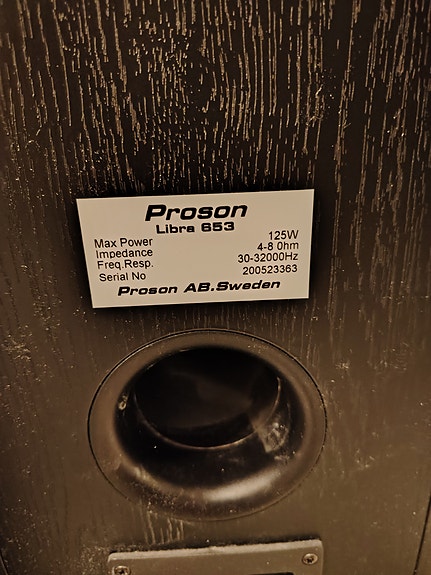 Proson
Libra 653
Max Power 125W
Impedance 4-8 0hm
Freq.Resp. 30-32000Hz
Serial No 200523363
Proson AB.Sweden